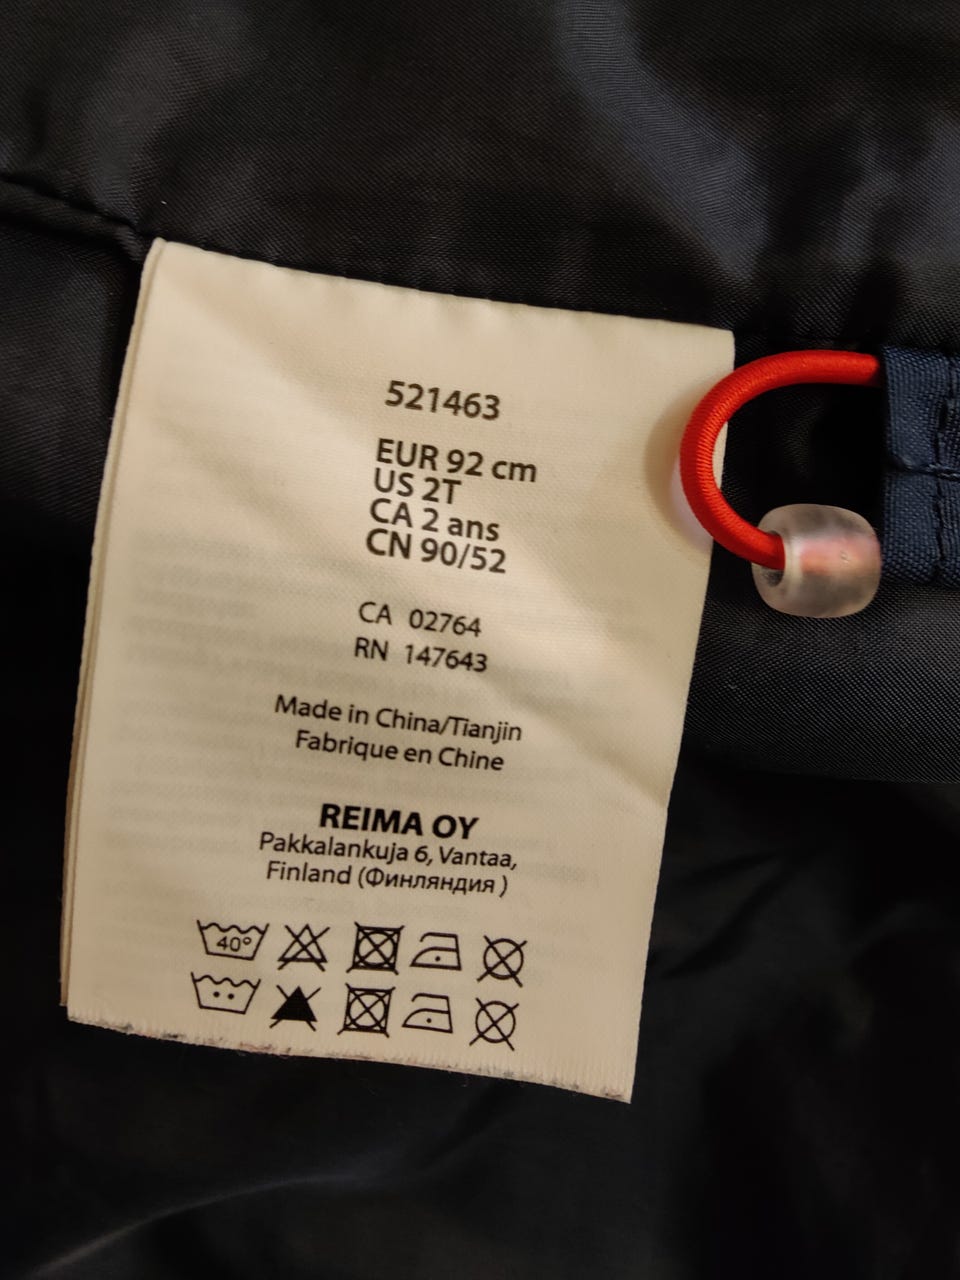 521463
EUR 92 cm
US 2T
CA 2 ans
CN 90/52
CA 02764
RN 147643
Made in China/Tianjin
Fabrique en Chine
REIMA OY
Pakkalankuja 6, Vantaa,
Finland (Финляндия )
40°